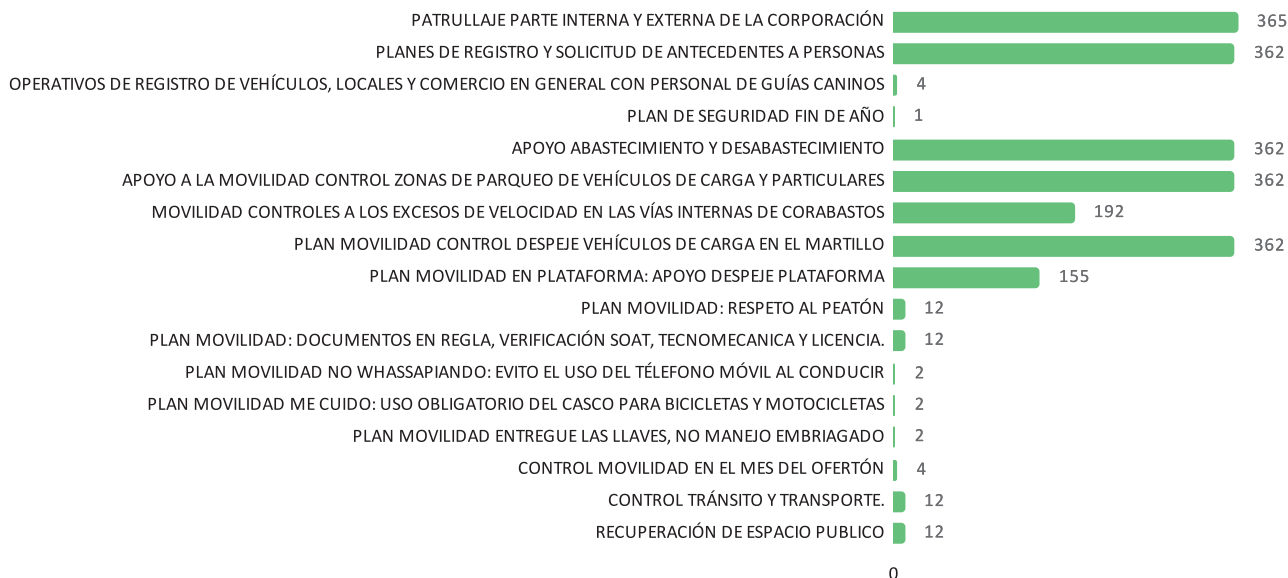 PATRULLAJE PARTE INTERNA Y EXTERNA DE LA CORPORACIÓN 365
PLANES DE REGISTRO Y SOLICITUD DE ANTECEDENTES A PERSONAS 362
OPERATIVOS DE REGISTRO DE VEHÍCULOS, LOCALES Y COMERCIO EN GENERAL CON PERSONAL DE GUÍAS CANINOS 4
PLAN DE SEGURIDAD FIN DE AÑO 1
APOYO ABASTECIMIENTO Y DESABASTECIMIENTO 362
APOYO A LA MOVILIDAD CONTROL ZONAS DE PARQUEO DE VEHÍCULOS DE CARGA Y PARTICULARES 362
MOVILIDAD CONTROLES A LOS EXCESOS DE VELOCIDAD EN LAS VÍAS INTERNAS DE CORABASTOS 192
PLAN MOVILIDAD CONTROL DESPEJE VEHÍCULOS DE CARGA EN EL MARTILLO 362
PLAN MOVILIDAD EN PLATAFORMA: APOYO DESPEJE PLATAFORMA 155
PLAN MOVILIDAD: RESPETO AL PEATÓN 12
PLAN MOVILIDAD: DOCUMENTOS EN REGLA, VERIFICACIÓN SOAT, TECNOMECANICA Y LICENCIA. 12
PLAN MOVILIDAD NO WHASSAPIANDO: EVITO EL USO DEL TÉLEFONO MÓVIL AL CONDUCIR 2
PLAN MOVILIDAD ME CUIDO: USO OBLIGATORIO DEL CASCO PARA BICICLETAS Y MOTOCICLETAS 2
PLAN MOVILIDAD ENTREGUE LAS LLAVES, NO MANEJO EMBRIAGADO 2
CONTROL MOVILIDAD EN EL MES DEL OFERTÓN 4
CONTROL TRÁNSITO Y TRANSPORTE. 12
RECUPERACIÓN DE ESPACIO PUBLICO 12
0